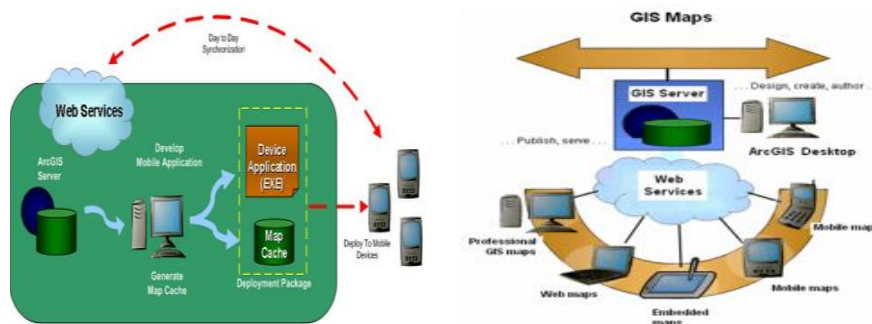 Day to Day
Synchronization
Web Services
ArcGIS
Server
Develop
Mobile Application
Device
Application
(EXE)
Map
Cache
Generate
Map Cache
Deployment Package
Deploy To Mobile
Devices
GIS Maps
GIS Server
. . . Design, create, author . . .
. . . Publish, serve . . .
ArcGIS Desktop
Web
Services
Professional
GIS maps
Web maps
Embedded
maps
Mobile maps
Mobile map